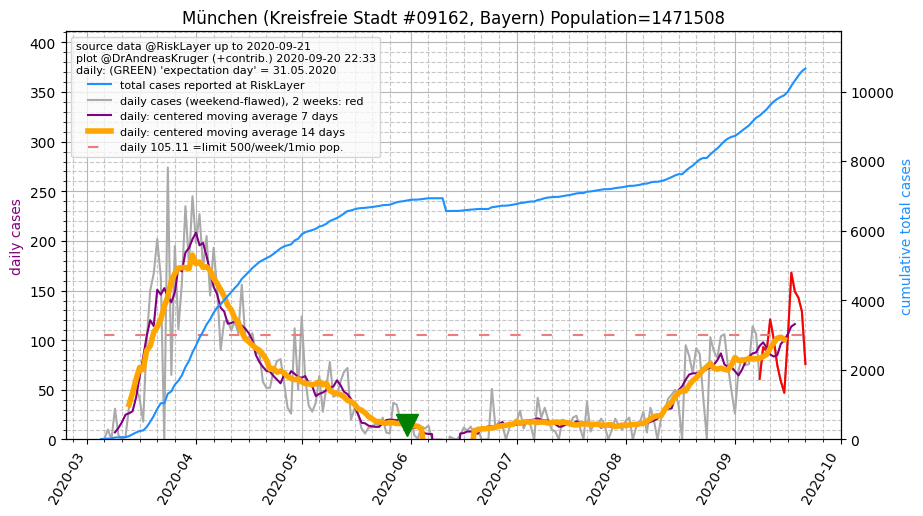 München (Kreisfreie Stadt #09162, Bayern) Population=1471508
source data @RiskLayer up to 2020-09-21
plot @DrAndreasKruger (+contrib.) 2020-09-20 22:33
daily: (GREEN) 'expectation day' = 31.05.2020
total cases reported at RiskLayer
daily cases (weekend-flawed), 2 weeks: red
daily: centered moving average 7 days
daily: centered moving average 14 days
daily 105.11 =limit 500/week/1mio pop.
daily cases
400
350
300
250
200
150
100
50
0
cumulative total cases
10000
8000
6000
4000
2000
0
2020-03
2020-04
2020-05
2020-06
2020-07
2020-08
2020-09
2020-10